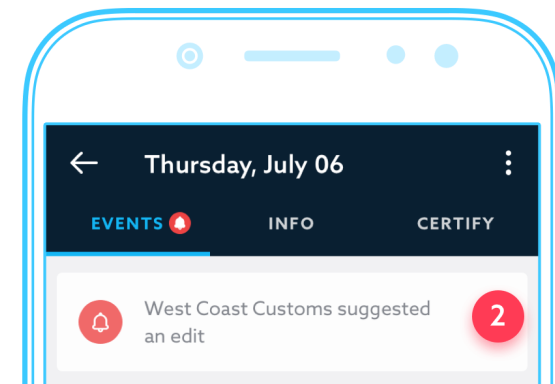 Thursday, July 06
EVENTS INFO CERTIFY
West Coast Customs suggested
an edit
2